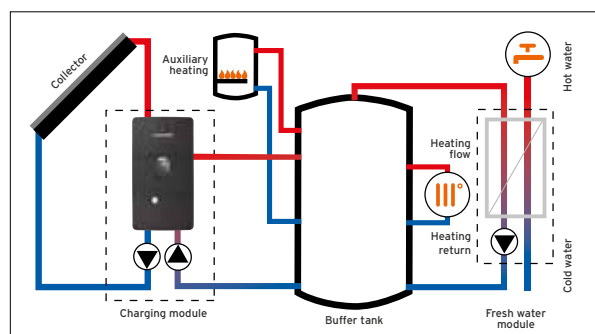 Collector
Auxiliary
heating
Hot water
Heating
flow
Heating
return
Cold water
Charging module
Buffer tank
Fresh water
module